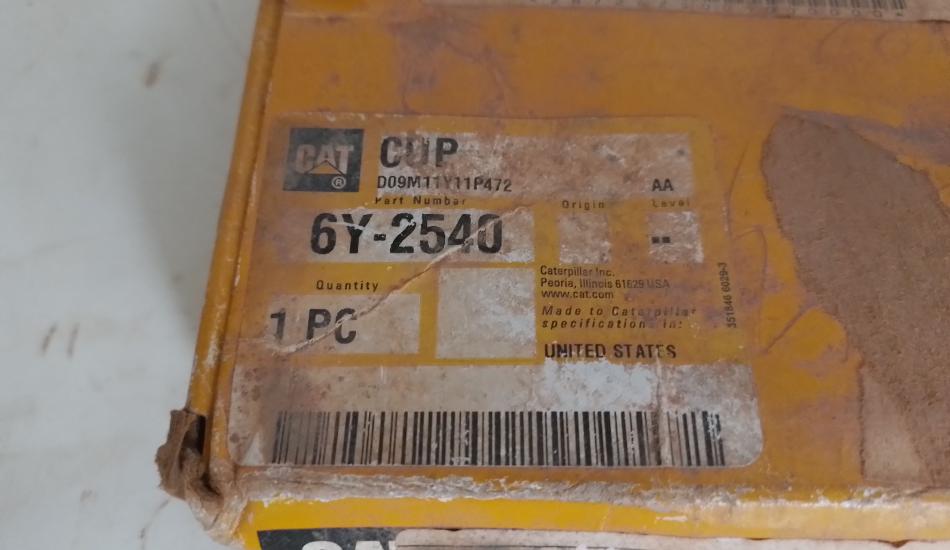 CAT
®
CUP
D09M11Y11P472
AA
Part Number
Origin
Level
6Y-2540
--
Quantity
1 PC
Caterpillar Inc.
Peoria, Illinois 61629 USA
www.cat.com
Made to Caterpillar
specifications in:
UNITED STATES
351846 6029-3